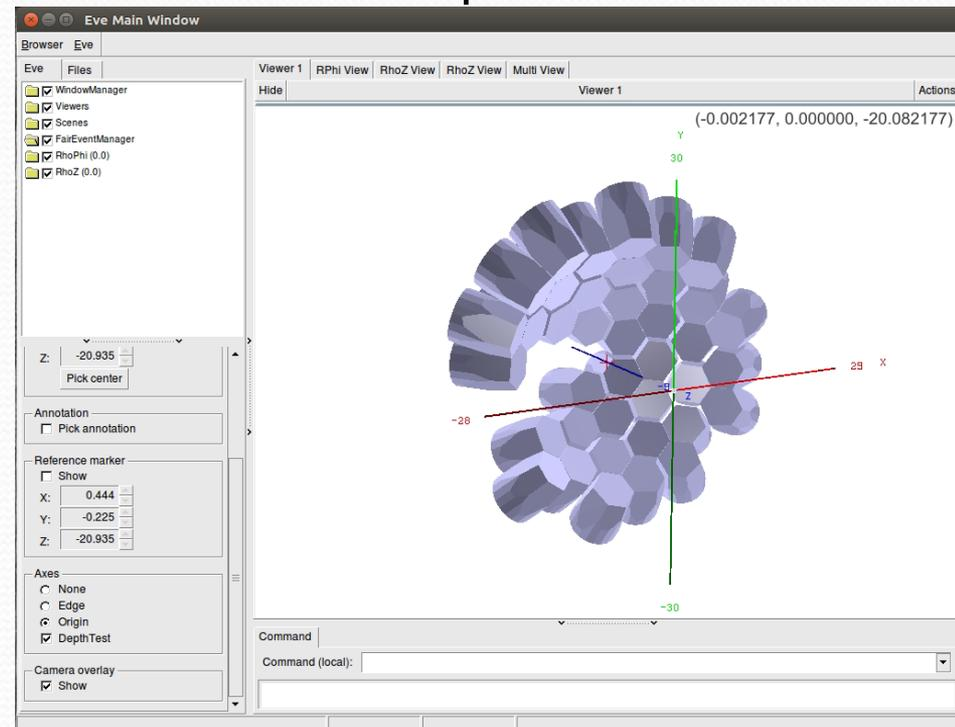 Eve Main Window
Browser Eve
Eve Files
WindowManager
Viewers
Scenes
FairEventManager
RhoPhi (0.0)
RhoZ (0.0)
Z: -20.935
Pick center
Annotation
Pick annotation
Reference marker
Show
X: 0.444
Y: -0.225
Z: -20.935
Axes
None
Edge
Origin
DepthTest
Camera overlay
Show
Viewer 1 RPhi View RhoZ View RhoZ View Multi View
Hide Viewer 1 Actions
(-0.002177, 0.000000, -20.082177)
Y
30
29 X
Z
-28
-30
Command
Command (local):